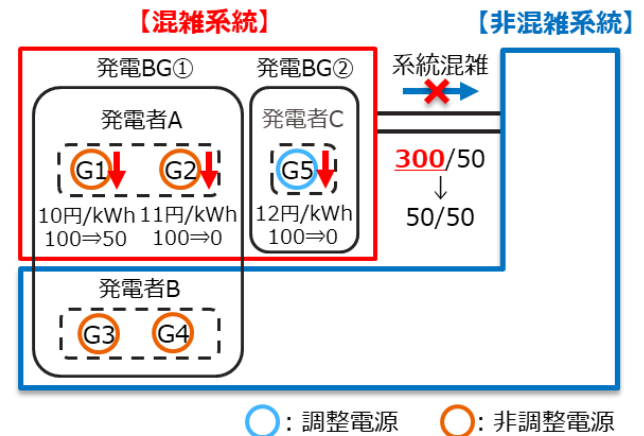 【混雑系統】 【非混雑系統】
発電BG① 発電BG② 系統混雑
発電者A 発電者C
G1 G2 G5 300/50
↓
10円/kWh 11円/kWh 12円/kWh 50/50
100⇒50 100⇒0 100⇒0
発電者B
G3 G4
:調整電源 :非調整電源